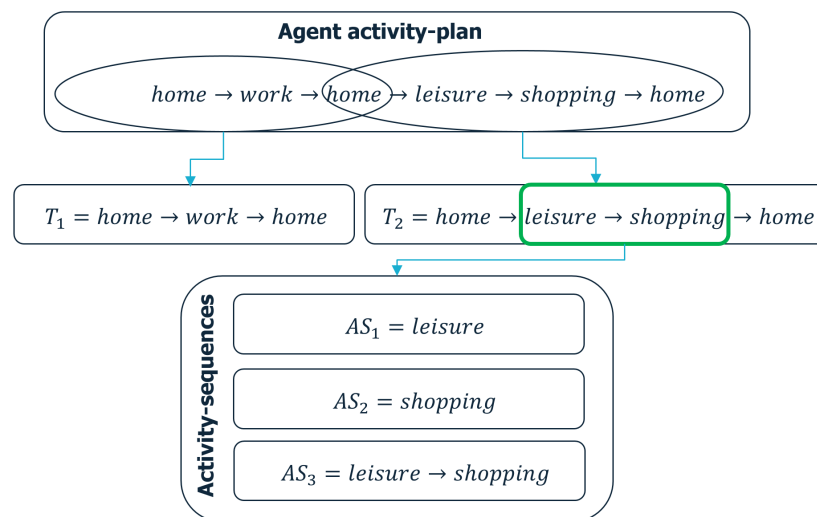 Agent activity-plan
home → work → home → leisure → shopping → home
T₁ = home → work → home
T₂ = home → leisure → shopping → home
Activity-sequences
AS₁ = leisure
AS₂ = shopping
AS₃ = leisure → shopping